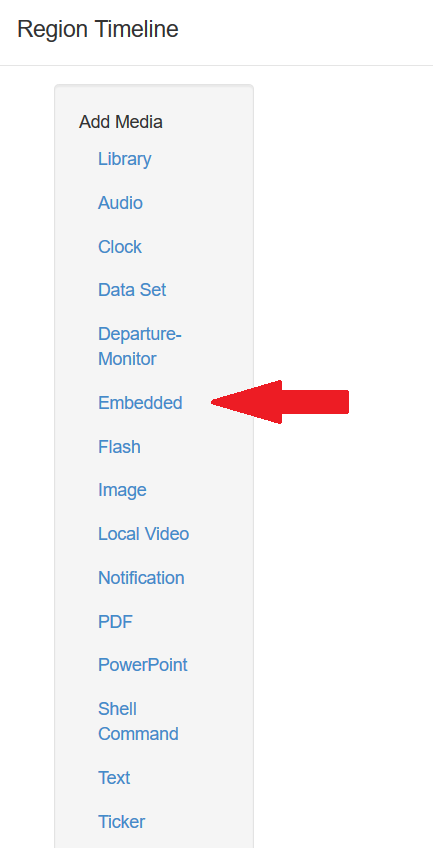 Region Timeline
Add Media
Library
Audio
Clock
Data Set
Departure-
Monitor
Embedded
Flash
Image
Local Video
Notification
PDF
PowerPoint
Shell
Command
Text
Ticker